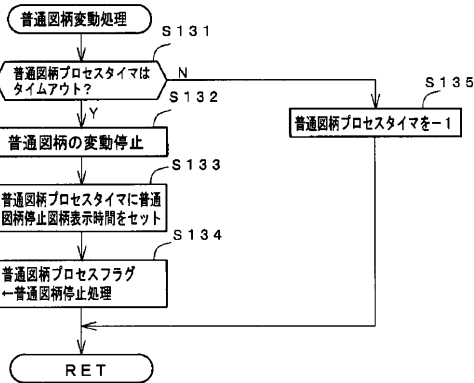 普通図柄変動処理
S131
普通図柄プロセスタイマは
タイムアウト?
N
Y
S132
普通図柄の変動停止
S135
普通図柄プロセスタイマを－1
S133
普通図柄プロセスタイマに普通
図柄停止図柄表示時間をセット
S134
普通図柄プロセスフラグ
←普通図柄停止処理
RET